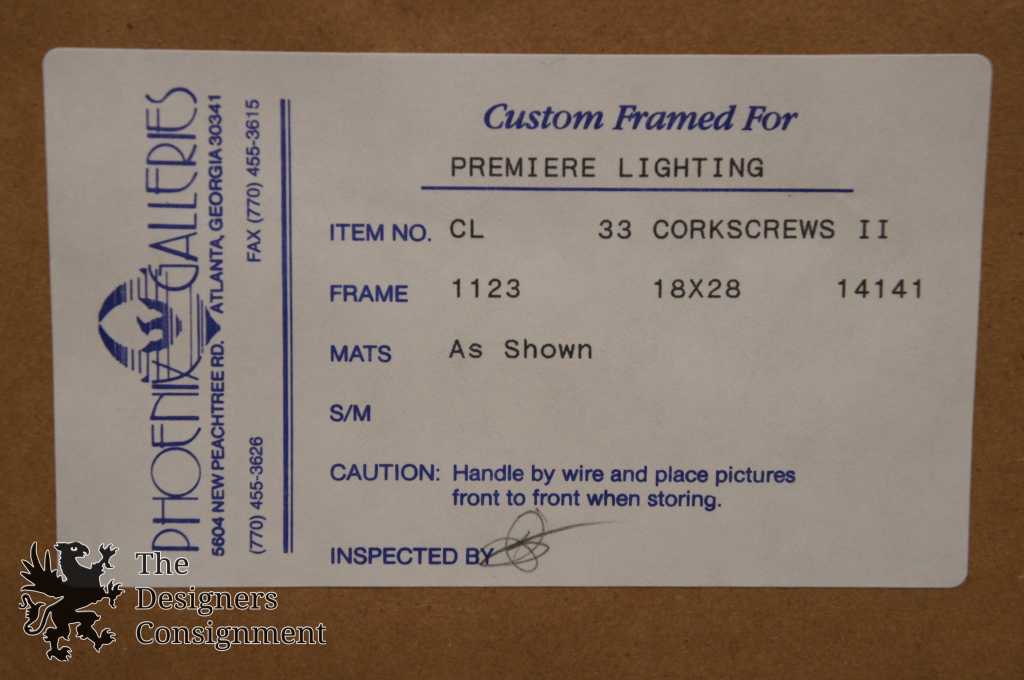 PHOENIX GALLERIES
5604 NEW PEACHTREE RD. ATLANTA, GEORGIA 30341
(770) 455-3626 FAX (770) 455-3615
Custom Framed For
PREMIERE LIGHTING
ITEM NO. CL 33 CORKSCREWS II
FRAME 1123 18X28 14141
MATS As Shown
S/M
CAUTION: Handle by wire and place pictures
front to front when storing.
INSPECTED BY
The
Designers
Consignment